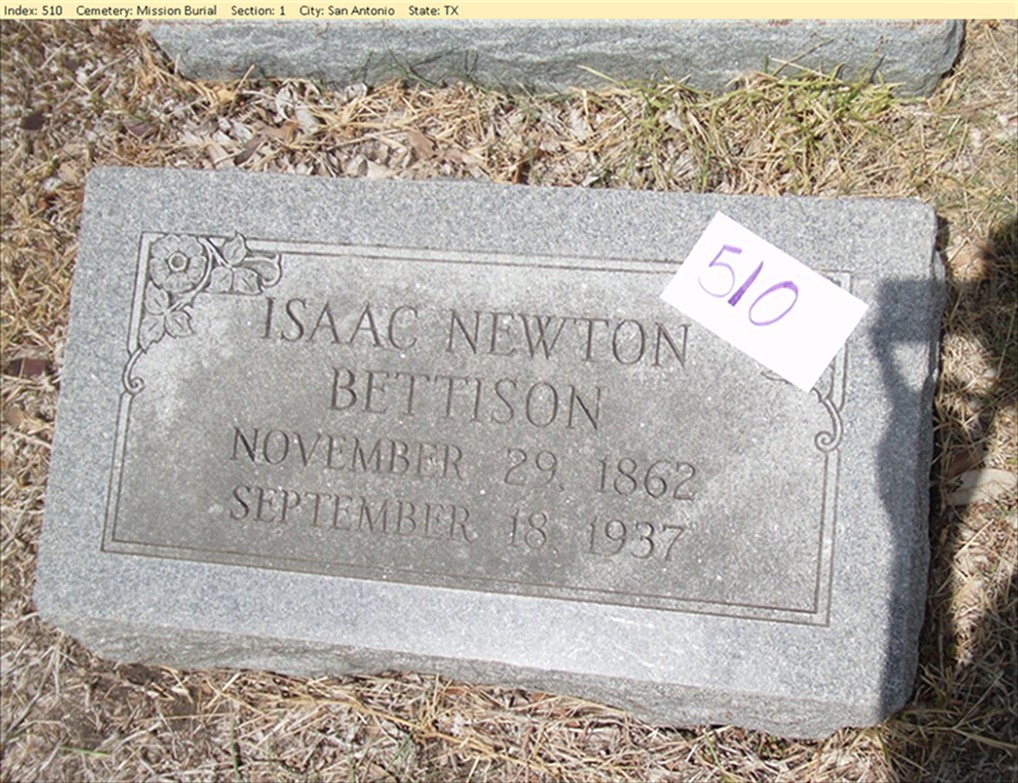 Index: 510 Cemetery: Mission Burial Section: 1 City: San Antonio State: TX
510
ISAAC NEWTON
BETTISON
NOVEMBER 29, 1862
SEPTEMBER 18, 1937